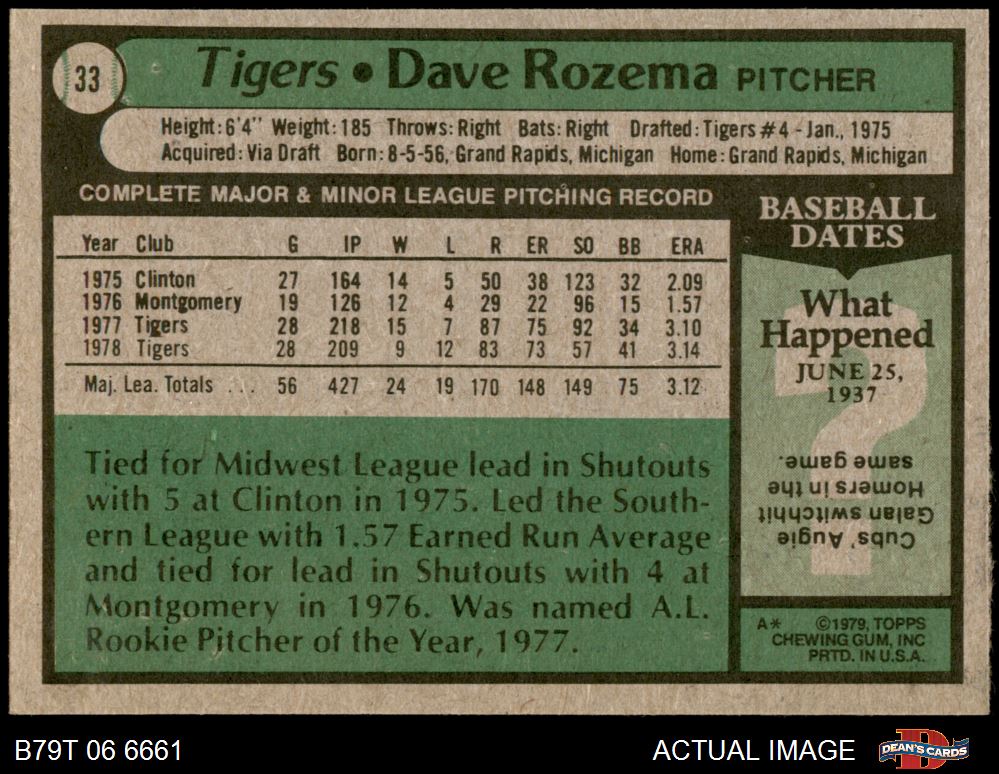 33
Tigers • Dave Rozema PITCHER
Height: 6'4" Weight: 185 Throws: Right Bats: Right Drafted: Tigers #4 - Jan., 1975
Acquired: Via Draft Born: 8-5-56, Grand Rapids, Michigan Home: Grand Rapids, Michigan
COMPLETE MAJOR & MINOR LEAGUE PITCHING RECORD
Year Club G IP W L R ER SO BB ERA
1975 Clinton 27 164 14 5 50 38 123 32 2.09
1976 Montgomery 19 126 12 4 29 22 96 15 1.57
1977 Tigers 28 218 15 7 87 75 92 34 3.10
1978 Tigers 28 209 9 12 83 73 57 41 3.14
Maj. Lea. Totals ... 56 427 24 19 170 148 149 75 3.12
Tied for Midwest League lead in Shutouts
with 5 at Clinton in 1975. Led the South-
ern League with 1.57 Earned Run Average
and tied for lead in Shutouts with 4 at
Montgomery in 1976. Was named A.L.
Rookie Pitcher of the Year, 1977.
BASEBALL
DATES
What
Happened
JUNE 25,
1937
?
Cubs' Augie
Galan switchhit
Homers in the
same game.
A* ©1979, TOPPS
CHEWING GUM, INC
PRTD. IN U.S.A.
B79T 06 6661
ACTUAL IMAGE
D
DEAN'S CARDS